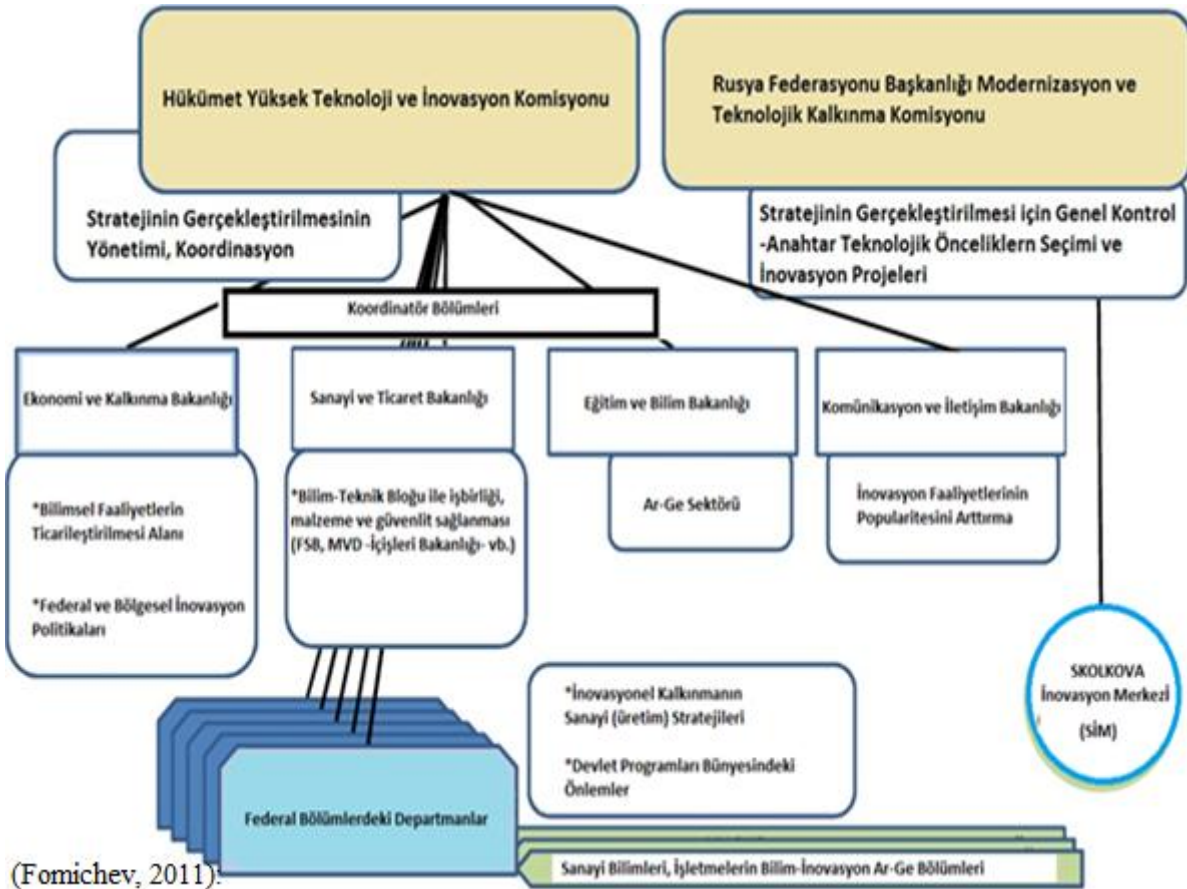 Hükümet Yüksek Teknoloji ve İnovasyon Komisyonu
Rusya Federasyonu Başkanlığı Modernizasyon ve
Teknolojik Kalkınma Komisyonu
Stratejinin Gerçekleştirilmesinin
Yönetimi, Koordinasyon
Stratejinin Gerçekleştirilmesi için Genel Kontrol
-Anahtar Teknolojik Önceliklern Seçimi ve
İnovasyon Projeleri
Koordinatör Bölümleri
Ekonomi ve Kalkınma Bakanlığı
Sanayi ve Ticaret Bakanlığı
Eğitim ve Bilim Bakanlığı
Komünikasyon ve İletişim Bakanlığı
*Bilimsel Faaliyetlerin
Ticarileştirilmesi Alanı
*Federal ve Bölgesel İnovasyon
Politikaları
*Bilim-Teknik Bloğu ile işbirliği,
malzeme ve güvenlit sağlanması
(FSB, MVD -İçişleri Bakanlığı- vb.)
Ar-Ge Sektörü
İnovasyon Faaliyetlerinin
Popularitesini Arttırma
SKOLKOVA
İnovasyon Merkezi
(SİM)
*İnovasyonel Kalkınmanın
Sanayi (üretim) Stratejileri
*Devlet Programları Bünyesindeki
Önlemler
Federal Bölümlerdeki Departmanlar
Sanayi Bilimleri, İşletmelerin Bilim-İnovasyon Ar-Ge Bölümleri
(Fomichev, 2011).